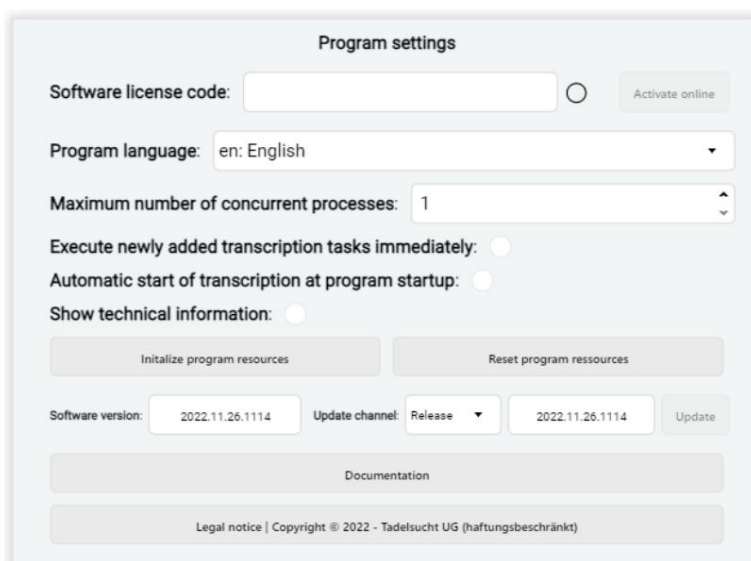 Program settings
Software license code: Activate online
Program language: en: English
Maximum number of concurrent processes: 1
Execute newly added transcription tasks immediately:
Automatic start of transcription at program startup:
Show technical information:
Initalize program resources Reset program ressources
Software version: 2022.11.26.1114 Update channel: Release 2022.11.26.1114 Update
Documentation
Legal notice | Copyright © 2022 - Tadelsucht UG (haftungsbeschränkt)